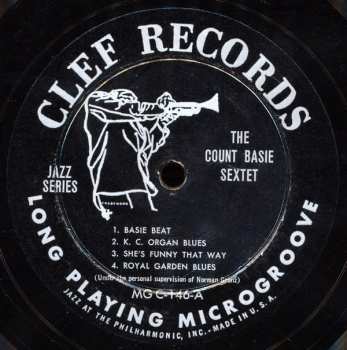 CLEF RECORDS
JAZZ
SERIES
THE
COUNT BASIE
SEXTET
1. BASIE BEAT
2. K. C. ORGAN BLUES
3. SHE'S FUNNY THAT WAY
4. ROYAL GARDEN BLUES
(Under the personal supervision of Norman Granz)
MG C-146-A
LONG PLAYING MICROGROOVE
JAZZ AT THE PHILHARMONIC, INC.-MADE IN U.S.A.